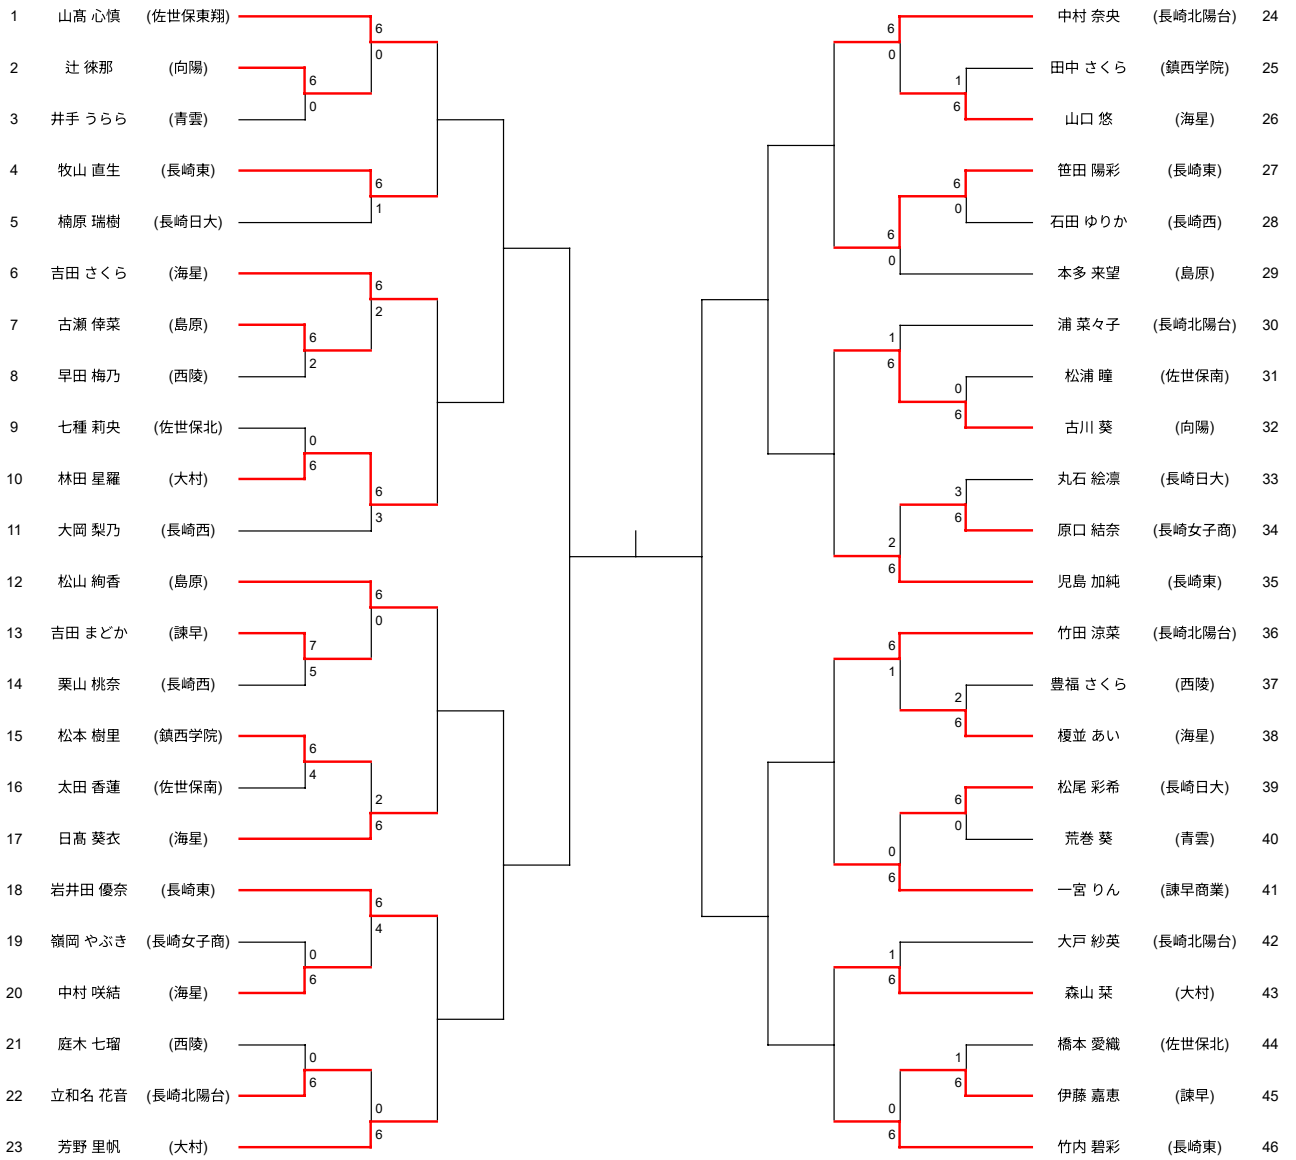 1 山髙 心慎 (佐世保東翔)
2 辻 徠那 (向陽)
3 井手 うらら (青雲)
4 牧山 直生 (長崎東)
5 楠原 瑞樹 (長崎日大)
6 吉田 さくら (海星)
7 古瀬 倖菜 (島原)
8 早田 梅乃 (西陵)
9 七種 莉央 (佐世保北)
10 林田 星羅 (大村)
11 大岡 梨乃 (長崎西)
12 松山 絢香 (島原)
13 吉田 まどか (諫早)
14 栗山 桃奈 (長崎西)
15 松本 樹里 (鎮西学院)
16 太田 香蓮 (佐世保南)
17 日髙 葵衣 (海星)
18 岩井田 優奈 (長崎東)
19 嶺岡 やぶき (長崎女子商)
20 中村 咲結 (海星)
21 庭木 七瑠 (西陵)
22 立和名 花音 (長崎北陽台)
23 芳野 里帆 (大村)
6
0
6
0
6
1
6
2
6
2
0
6
6
3
6
0
7
5
6
4
2
6
6
4
0
6
0
6
0
6
中村 奈央 (長崎北陽台) 24
田中 さくら (鎮西学院) 25
山口 悠 (海星) 26
笹田 陽彩 (長崎東) 27
石田 ゆりか (長崎西) 28
本多 来望 (島原) 29
浦 菜々子 (長崎北陽台) 30
松浦 瞳 (佐世保南) 31
古川 葵 (向陽) 32
丸石 絵凛 (長崎日大) 33
原口 結奈 (長崎女子商) 34
児島 加純 (長崎東) 35
竹田 涼菜 (長崎北陽台) 36
豊福 さくら (西陵) 37
榎並 あい (海星) 38
松尾 彩希 (長崎日大) 39
荒巻 葵 (青雲) 40
一宮 りん (諫早商業) 41
大戸 紗英 (長崎北陽台) 42
森山 栞 (大村) 43
橋本 愛織 (佐世保北) 44
伊藤 嘉恵 (諫早) 45
竹内 碧彩 (長崎東) 46
6
0
1
6
6
0
6
0
1
6
0
6
3
6
2
6
6
1
2
6
6
0
0
6
1
6
1
6
0
6